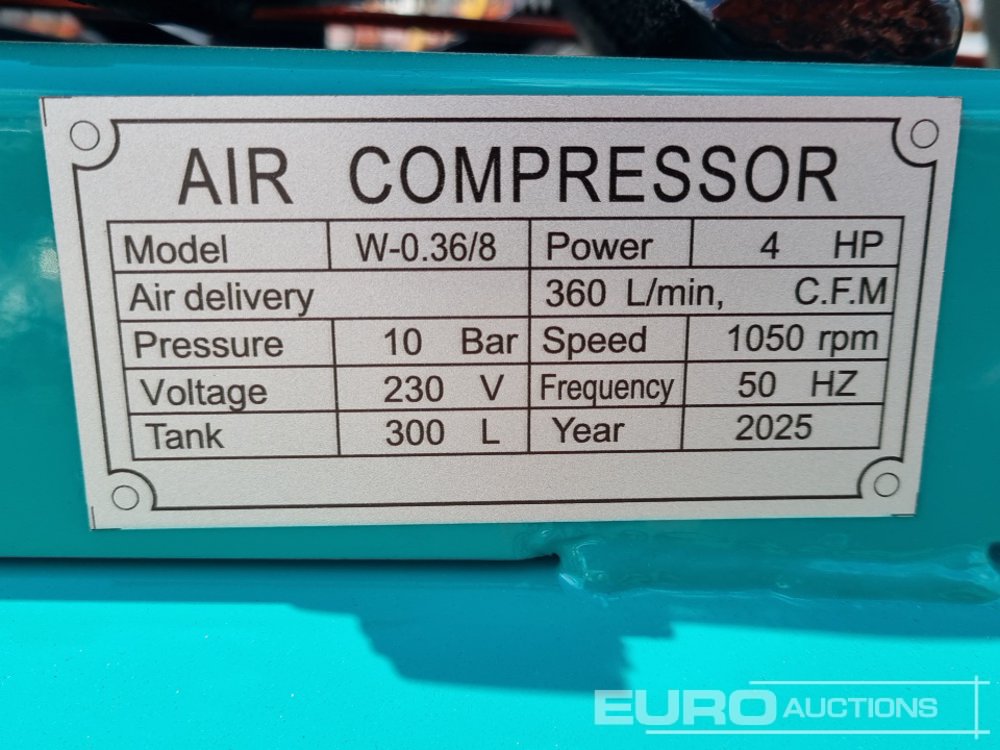 AIR COMPRESSOR
Model W-0.36/8 Power 4 HP
Air delivery 360 L/min, C.F.M
Pressure 10 Bar Speed 1050 rpm
Voltage 230 V Frequency 50 HZ
Tank 300 L Year 2025
EURO AUCTIONS